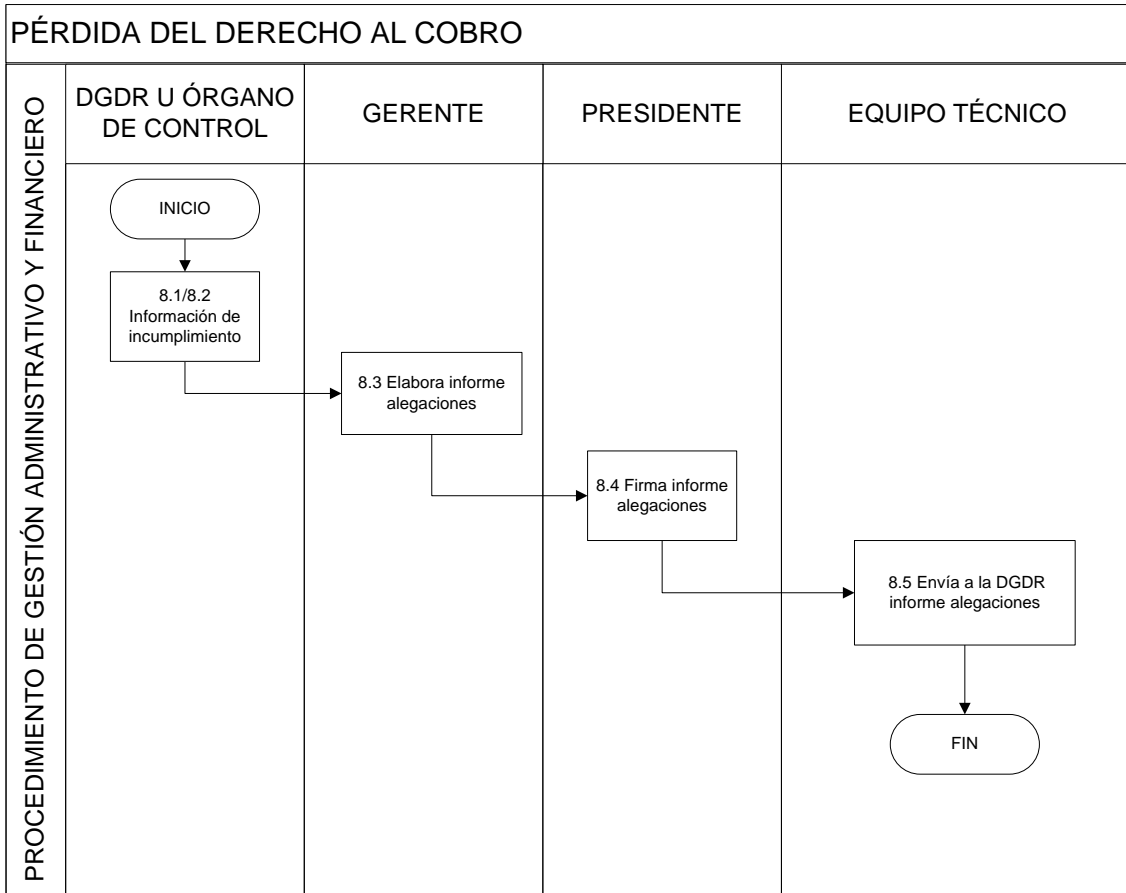 PÉRDIDA DEL DERECHO AL COBRO
PROCEDIMIENTO DE GESTIÓN ADMINISTRATIVO Y FINANCIERO
DGDR U ÓRGANO
DE CONTROL
GERENTE
PRESIDENTE
EQUIPO TÉCNICO
INICIO
8.1/8.2
Información de
incumplimiento
8.3 Elabora informe
alegaciones
8.4 Firma informe
alegaciones
8.5 Envía a la DGDR
informe alegaciones
FIN